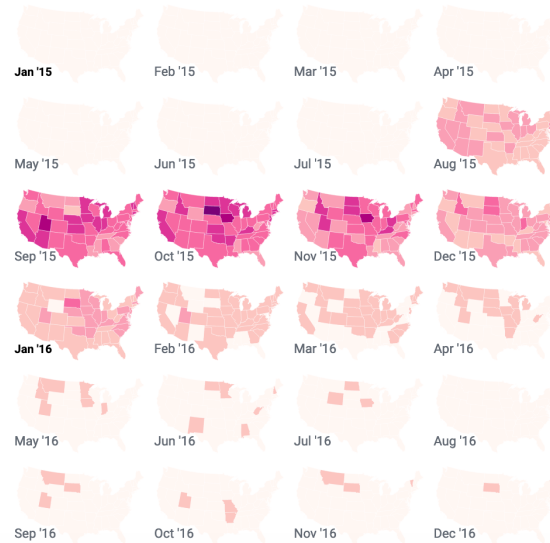 Jan '15
Feb '15
Mar '15
Apr '15
May '15
Jun '15
Jul '15
Aug '15
Sep '15
Oct '15
Nov '15
Dec '15
Jan '16
Feb '16
Mar '16
Apr '16
May '16
Jun '16
Jul '16
Aug '16
Sep '16
Oct '16
Nov '16
Dec '16